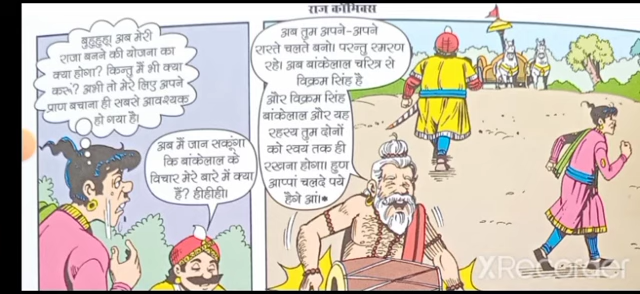 राज कॉमिक्स
बुहुहुहू! अब मेरी
राजा बनने की योजना का
क्या होगा? किन्तु मैं भी क्या
करूं? अभी तो मेरे लिए अपने
प्राण बचाना ही सबसे आवश्यक
हो गया है।
अब मैं जान सकूंगा
कि बांकेलाल के
विचार मेरे बारे में क्या
हैं? हीहीही।
अब तुम अपने-अपने
रास्ते चलते बनो। परन्तु स्मरण
रहे। अब बांकेलाल चरित्र से
विक्रम सिंह है
और विक्रम सिंह
बांकेलाल और यह
रहस्य तुम दोनों
को स्वयं तक ही
रखना होगा। हुण
आप्पां चलदे पये
हैगे आं।*
XRecorder